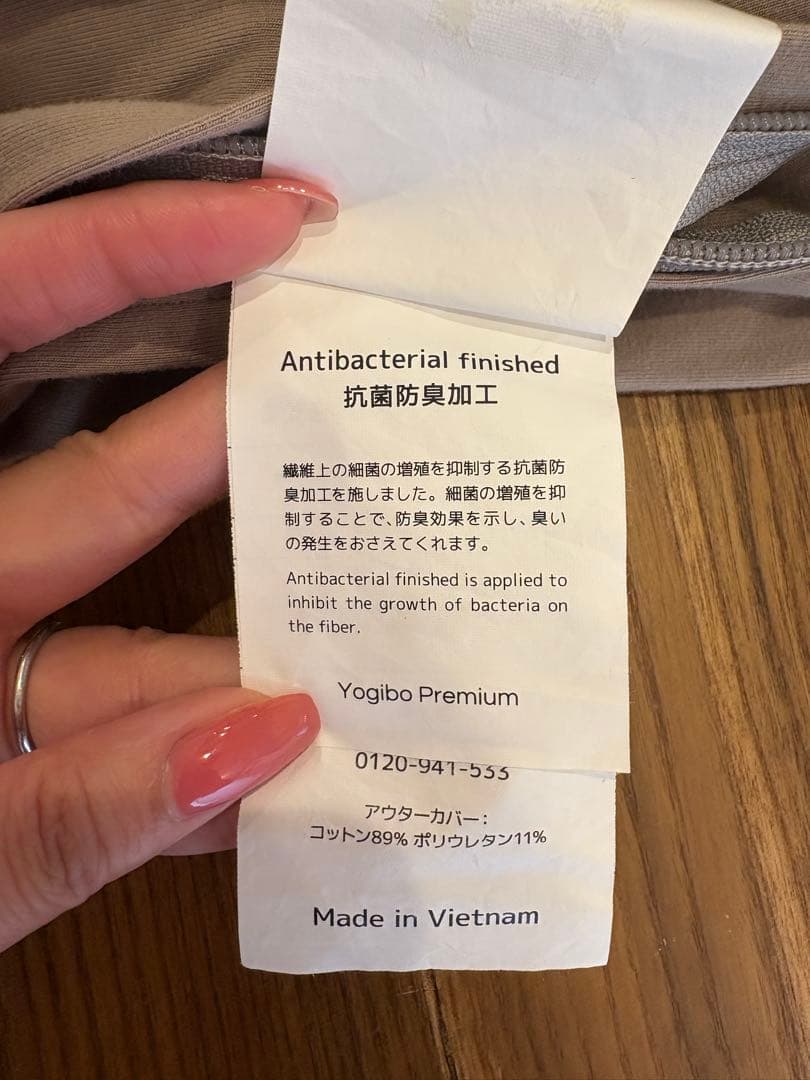 Antibacterial finished
抗菌防臭加工
繊維上の細菌の増殖を抑制する抗菌防
臭加工を施しました。細菌の増殖を抑
制することで、防臭効果を示し、臭い
の発生をおさえてくれます。
Antibacterial finished is applied to
inhibit the growth of bacteria on
the fiber.
Yogibo Premium
0120-941-533
アウターカバー:
コットン89% ポリウレタン11%
Made in Vietnam